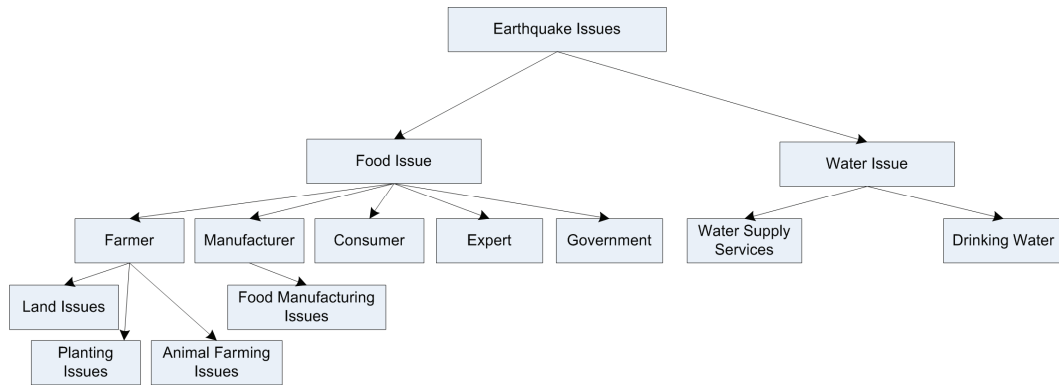 Earthquake Issues
Food Issue
Water Issue
Farmer
Manufacturer
Consumer
Expert
Government
Water Supply
Services
Drinking Water
Land Issues
Food Manufacturing
Issues
Planting
Issues
Animal Farming
Issues